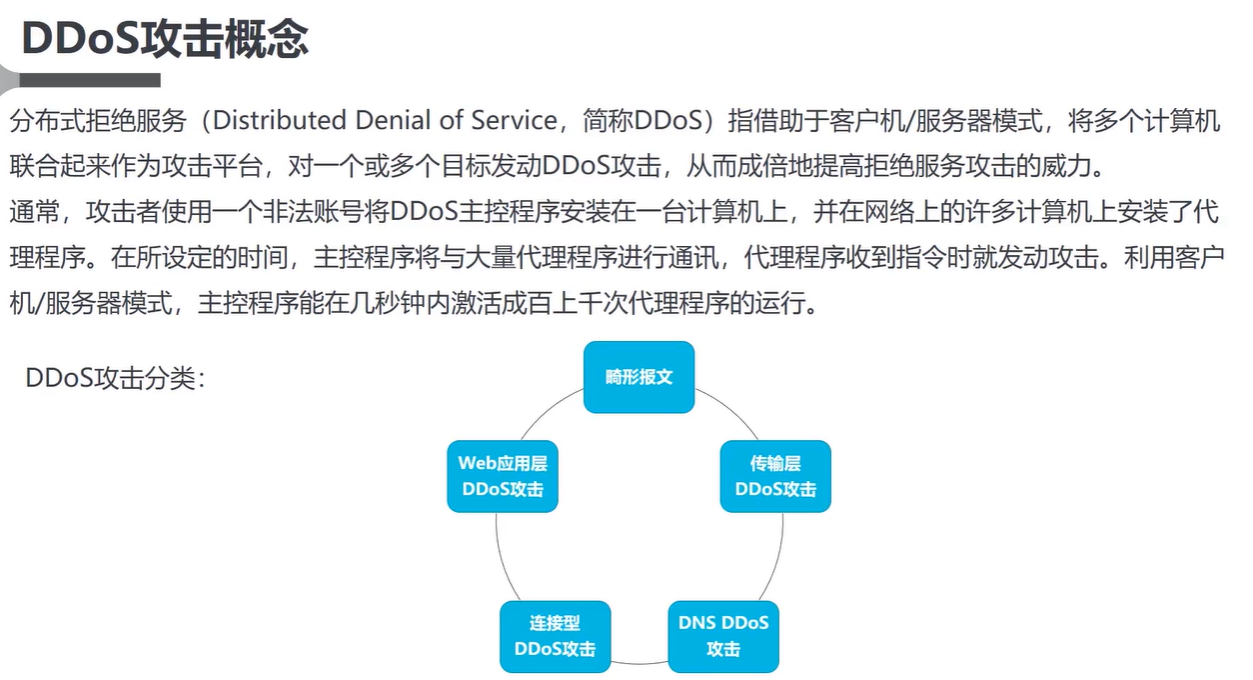 DDoS攻击概念
分布式拒绝服务（Distributed Denial of Service，简称DDoS）指借助于客户机/服务器模式，将多个计算机
联合起来作为攻击平台，对一个或多个目标发动DDoS攻击，从而成倍地提高拒绝服务攻击的威力。
通常，攻击者使用一个非法账号将DDoS主控程序安装在一台计算机上，并在网络上的许多计算机上安装了代
理程序。在所设定的时间，主控程序将与大量代理程序进行通讯，代理程序收到指令时就发动攻击。利用客户
机/服务器模式，主控程序能在几秒钟内激活成百上千次代理程序的运行。
DDoS攻击分类：
畸形报文
Web应用层
DDoS攻击
传输层
DDoS攻击
连接型
DDoS攻击
DNS DDoS
攻击